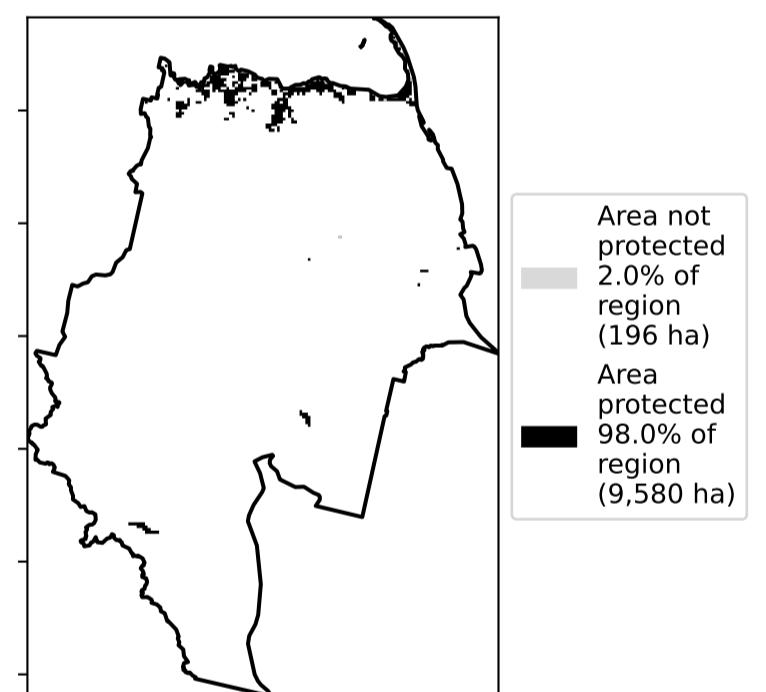 Area not
protected
2.0% of
region
(196 ha)
Area
protected
98.0% of
region
(9,580 ha)